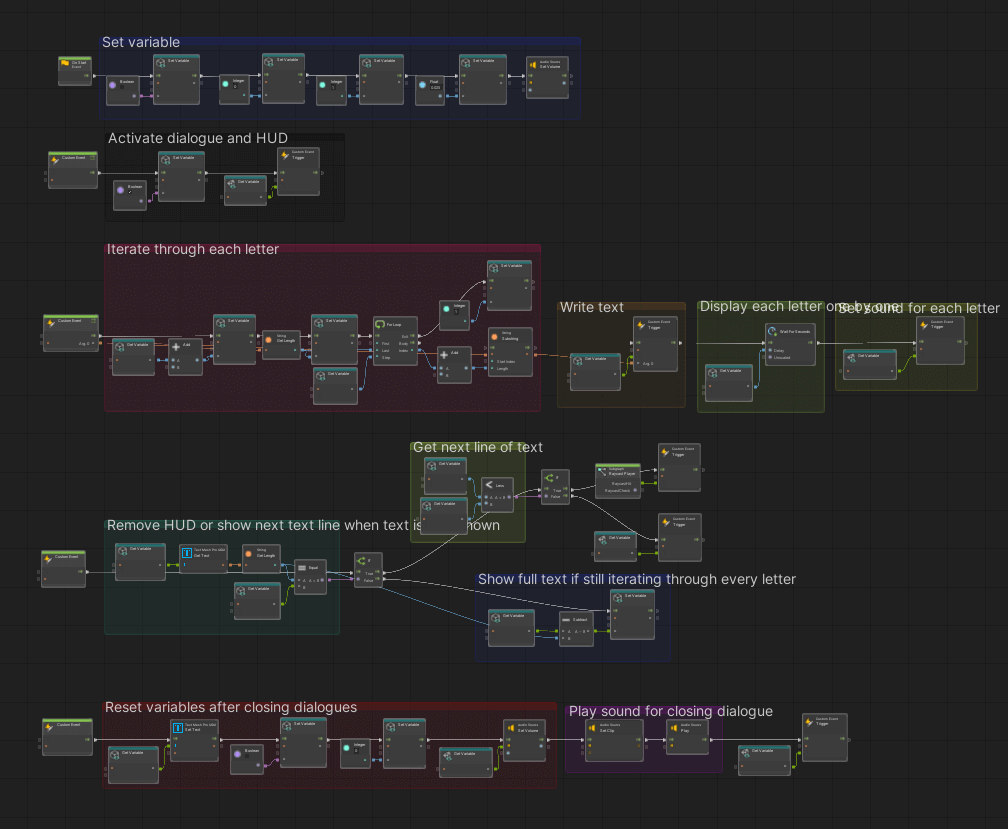 Set variable
On Start
Event
Boolean
Set Variable
Integer
Set Variable
Integer
Set Variable
Float
0.025
Set Variable
Audio Source
Set Volume
Activate dialogue and HUD
Custom Event
Boolean
Set Variable
Get Variable
Custom Event
Trigger
Iterate through each letter
Custom Event
Arg. 0
Get Variable
Add
A
B
Set Variable
String
Get Length
Set Variable
Get Variable
For Loop
Exit
First
Body
Last
Index
Step
Integer
Set Variable
Add
A
B
String
Substring
Start Index
Length
Write text
Get Variable
Custom Event
Trigger
Arg. 0
Display each letter one by one
Get Variable
Wait For Seconds
Delay
Unscaled
Set sound for each letter
Get Variable
Custom Event
Trigger
Get next line of text
Get Variable
Get Variable
Less
A
A < B
B
If
True
False
Custom Event
Trigger
Get Variable
Custom Event
Trigger
Remove HUD or show next text line when text is
shown
Custom Event
Get Variable
Text Mesh Pro UGUI
Get Text
String
Get Length
Get Variable
Equal
A
A = B
B
If
True
False
Show full text if still iterating through every letter
Get Variable
Subtract
A
A − B
B
Set Variable
Reset variables after closing dialogues
Custom Event
Get Variable
Text Mesh Pro UGUI
Set Text
Boolean
Set Variable
Integer
Set Variable
Get Variable
Audio Source
Set Volume
Play sound for closing dialogue
Audio Source
Set Clip
Audio Source
Play
Get Variable
Custom Event
Trigger